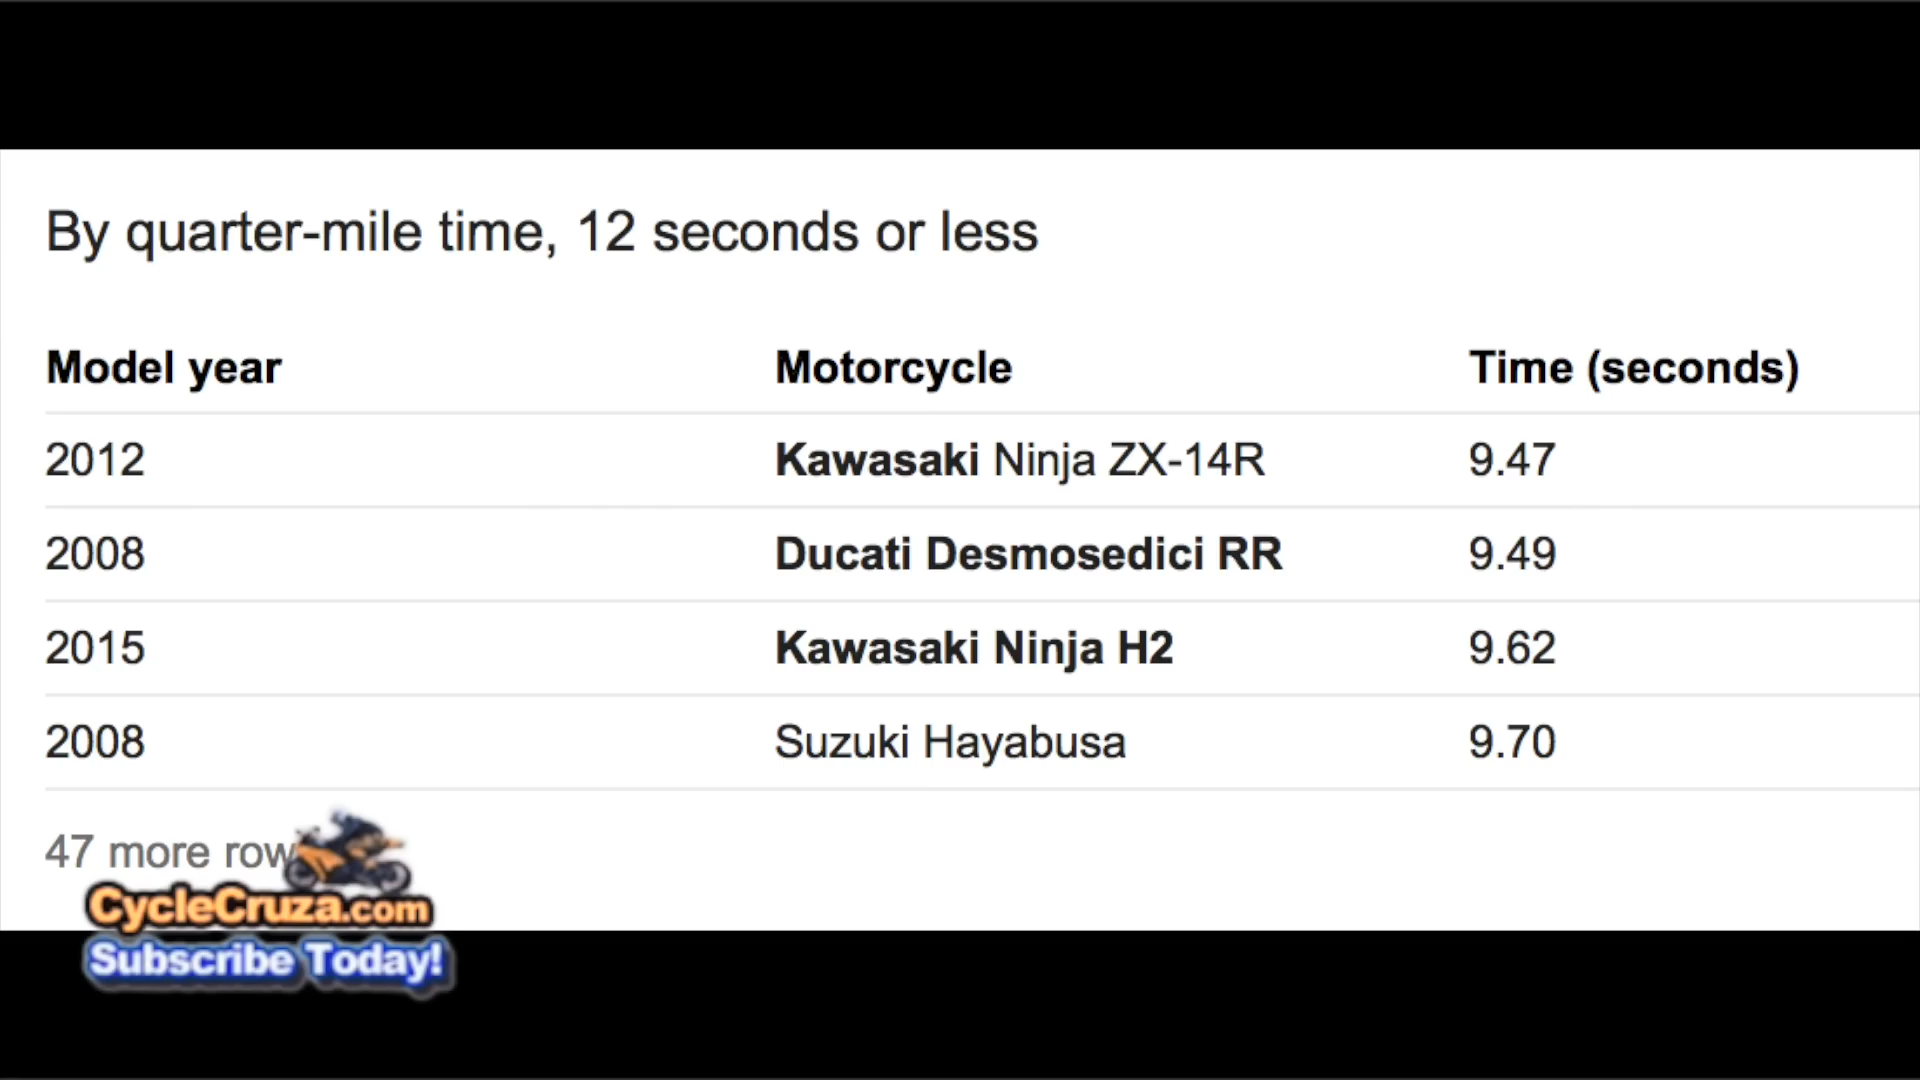 By quarter-mile time, 12 seconds or less
Model year Motorcycle Time (seconds)
2012 Kawasaki Ninja ZX-14R 9.47
2008 Ducati Desmosedici RR 9.49
2015 Kawasaki Ninja H2 9.62
2008 Suzuki Hayabusa 9.70
47 more row
CycleCruza.com
Subscribe Today!